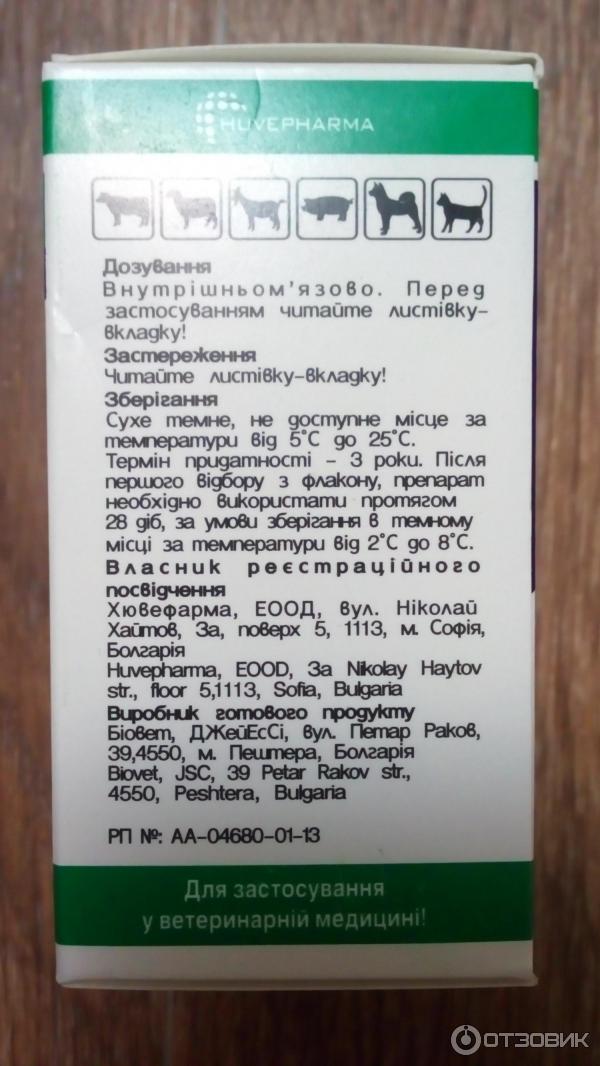 HUVEPHARMA
Дозування
Внутрішньом'язово. Перед
застосуванням читайте листівку-
вкладку!
Застереження
Читайте листівку-вкладку!
Зберігання
Сухе темне, не доступне місце за
температури від 5°С до 25°С.
Термін придатності - 3 роки. Після
першого відбору з флакону, препарат
необхідно використати протягом
28 діб, за умови зберігання в темному
місці за температури від 2°С до 8°С.
Власник реєстраційного
посвідчення
Хювефарма, ЕООД, вул. Ніколай
Хайтов, 3а, поверх 5, 1113, м. Софія,
Болгарія
Huvepharma, EOOD, 3a Nikolay Haytov
str., floor 5,1113, Sofia, Bulgaria
Виробник готового продукту
Біовет, ДЖейЕсСі, вул. Петар Раков,
39,4550, м. Пештера, Болгарія
Biovet, JSC, 39 Petar Rakov str.,
4550, Peshtera, Bulgaria
РП №: АА-04680-01-13
Для застосування
у ветеринарній медицині!
ОТЗОВИК